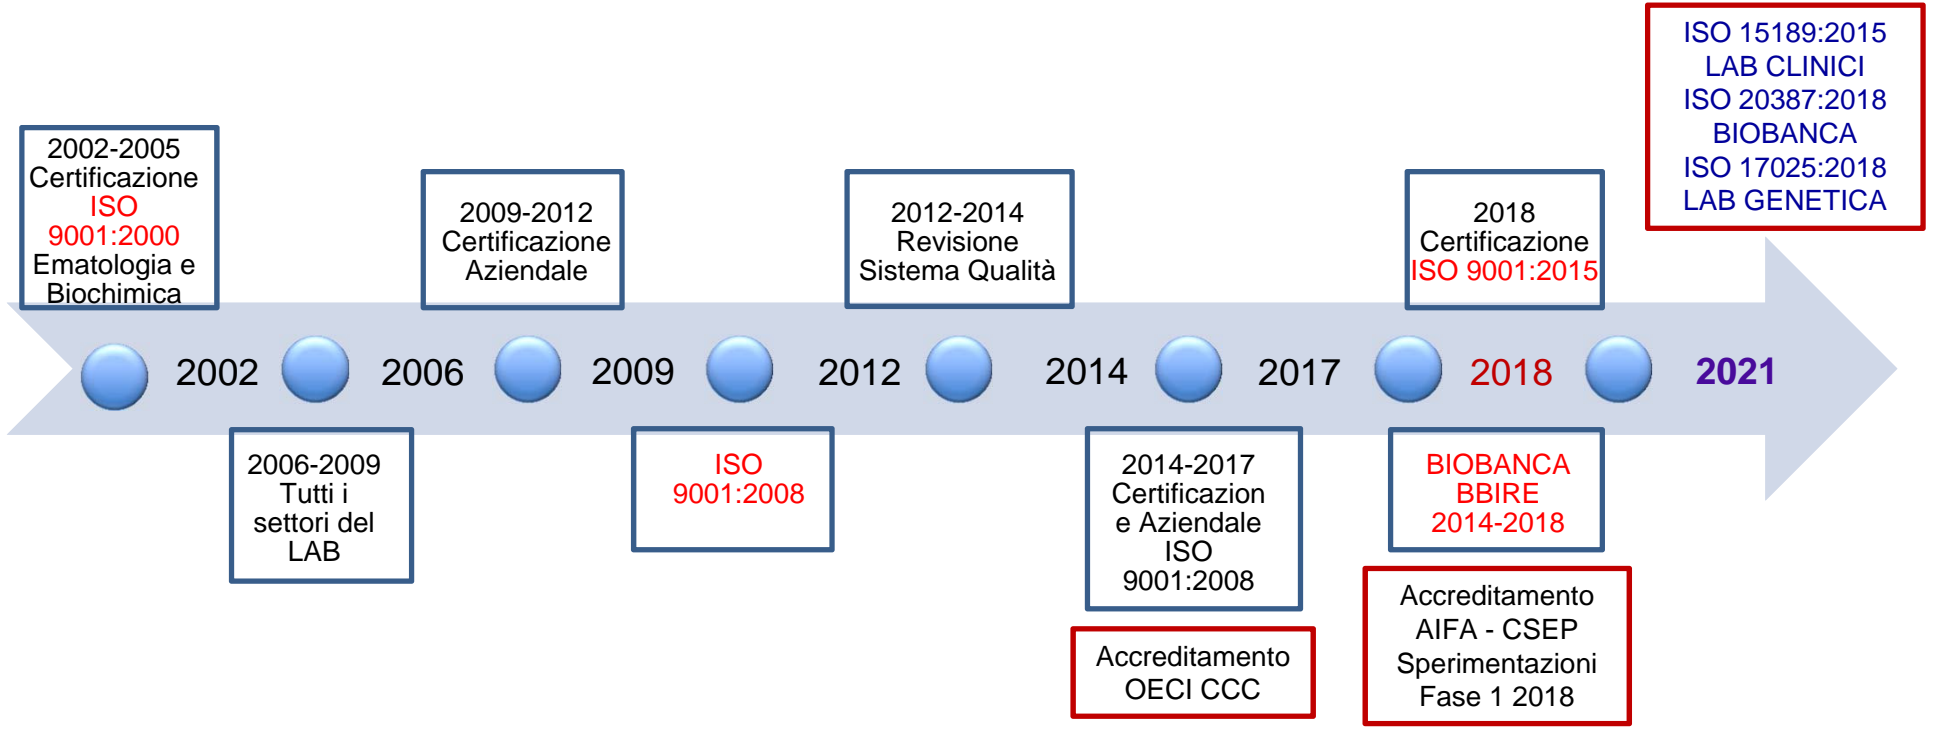 ISO 15189:2015
LAB CLINICI
ISO 20387:2018
BIOBANCA
ISO 17025:2018
LAB GENETICA
2002-2005
Certificazione
ISO
9001:2000
Ematologia e
Biochimica
2009-2012
Certificazione
Aziendale
2012-2014
Revisione
Sistema Qualità
2018
Certificazione
ISO 9001:2015
2002 2006 2009 2012 2014 2017 2018 2021
2006-2009
Tutti i
settori del
LAB
ISO
9001:2008
2014-2017
Certificazion
e Aziendale
ISO
9001:2008
BIOBANCA
BBIRE
2014-2018
Accreditamento
OECI CCC
Accreditamento
AIFA - CSEP
Sperimentazioni
Fase 1 2018